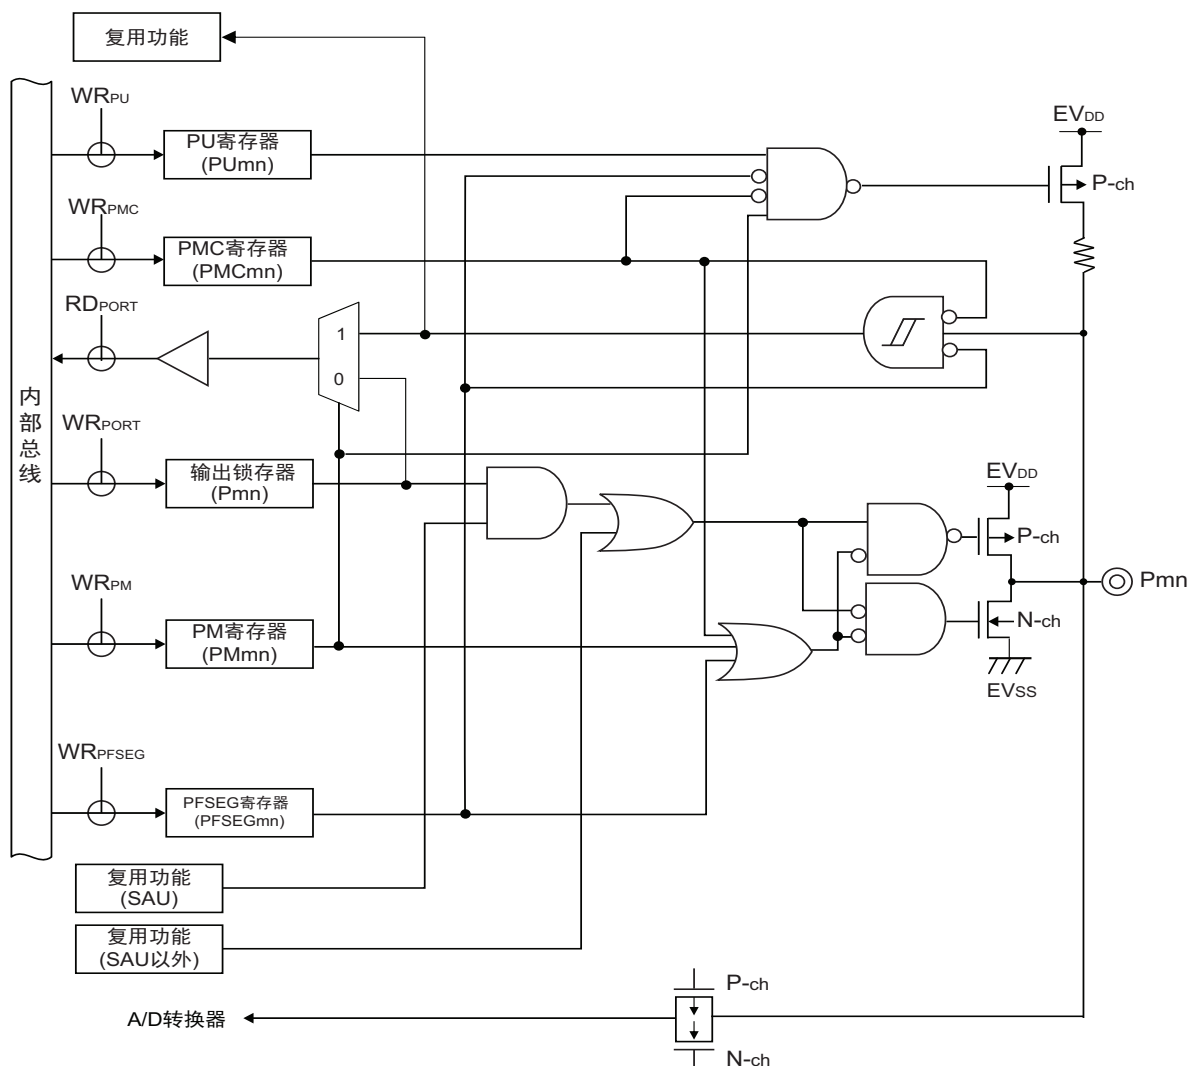 复用功能
WRPU
PU寄存器
(PUmn)
EVDD
P-ch
WRPMC
PMC寄存器
(PMCmn)
RDPORT
1
0
内部总线
WRPORT
输出锁存器
(Pmn)
EVDD
P-ch
Pmn
WRPM
PM寄存器
(PMmn)
N-ch
EVSS
WRPFSEG
PFSEG寄存器
(PFSEGmn)
复用功能
(SAU)
复用功能
(SAU以外)
P-ch
A/D转换器
N-ch